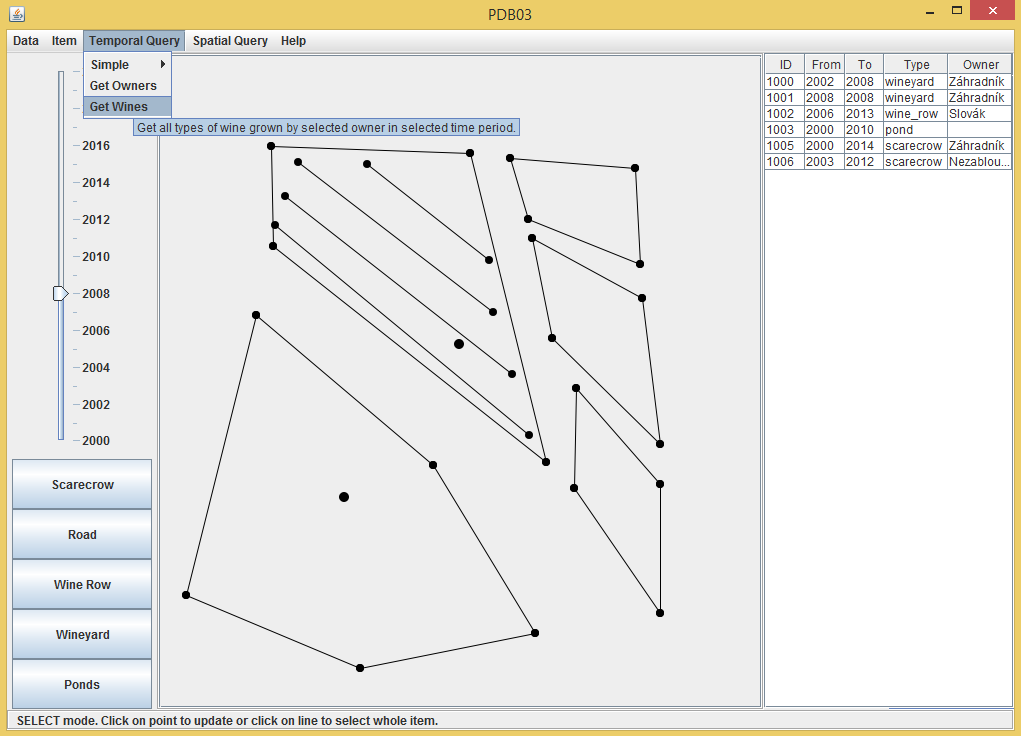 PDB03
Data Item Temporal Query Spatial Query Help
Simple
Get Owners
Get Wines
Get all types of wine grown by selected owner in selected time period.
2016
2014
2012
2010
2008
2006
2004
2002
2000
Scarecrow
Road
Wine Row
Wineyard
Ponds
ID From To Type Owner
1000 2002 2008 wineyard Záhradník
1001 2008 2008 wineyard Záhradník
1002 2006 2013 wine_row Slovák
1003 2000 2010 pond
1005 2000 2014 scarecrow Záhradník
1006 2003 2012 scarecrow Nezablou...
SELECT mode. Click on point to update or click on line to select whole item.